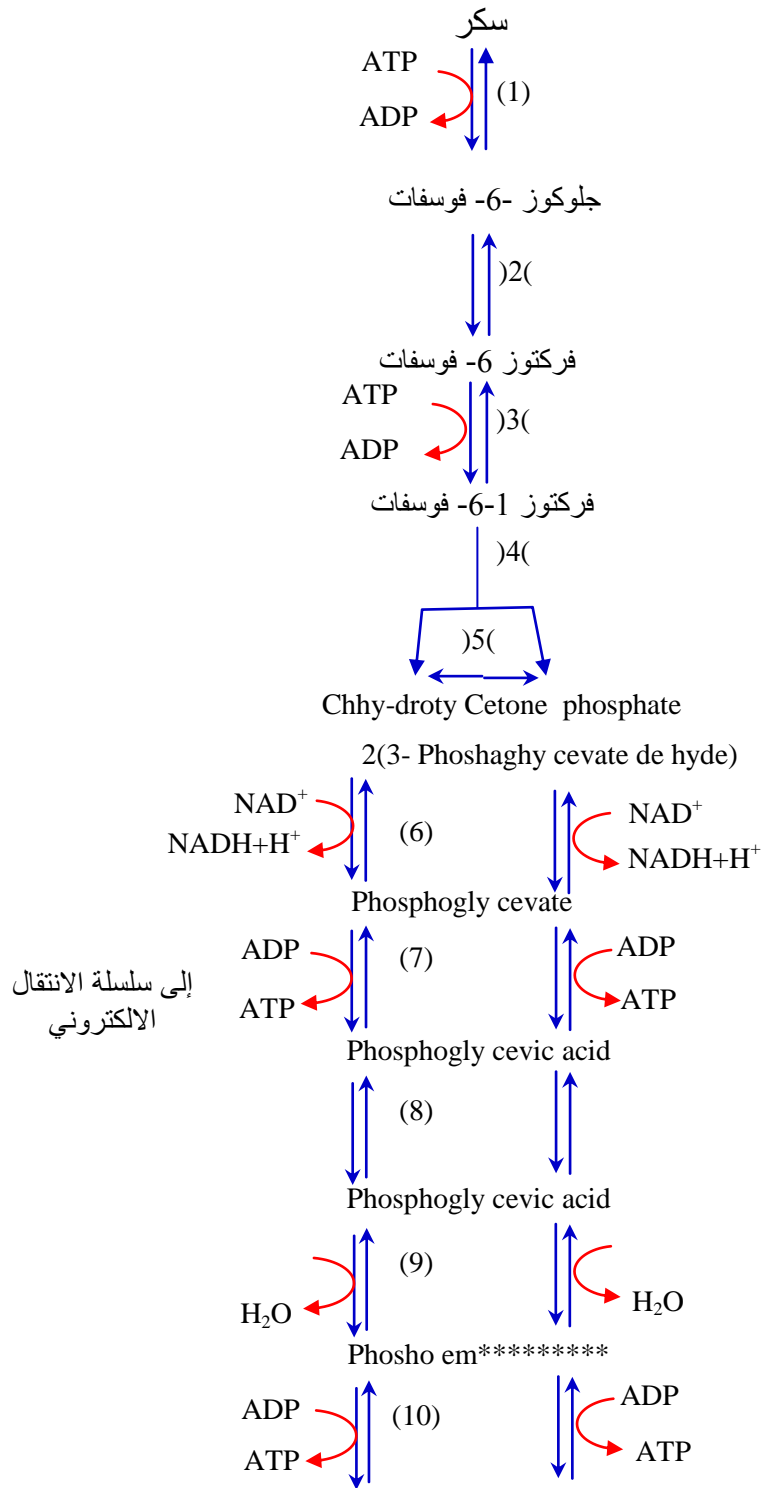 سكر
ATP
(1)
ADP
جلوكوز -6- فوسفات
)2(
فركتوز 6- فوسفات
ATP
)3(
ADP
فركتوز 1-6- فوسفات
)4(
)5(
Chhy-droty Cetone phosphate
2(3- Phoshaghy cevate de hyde)
NAD⁺ NAD⁺
(6)
NADH+H⁺ NADH+H⁺
Phosphogly cevate
ADP (7) ADP
إلى سلسلة الانتقال
الالكتروني
ATP ATP
Phosphogly cevic acid
(8)
Phosphogly cevic acid
(9)
H₂O H₂O
Phosho em*********
ADP (10) ADP
ATP ATP